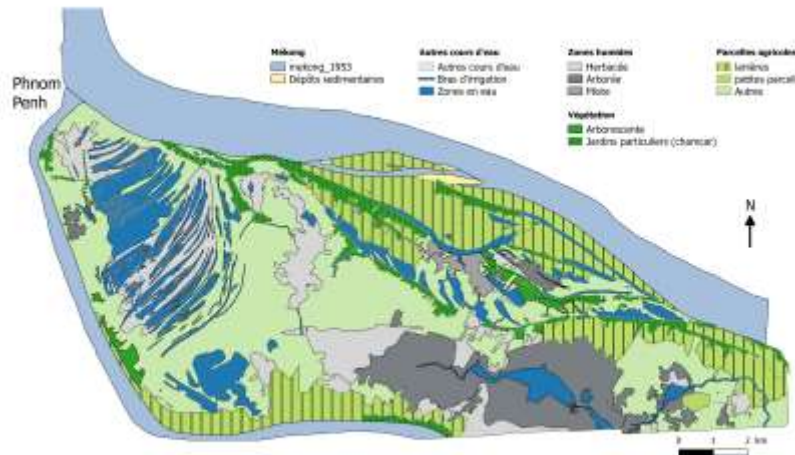 Phnom
Penh
Mékong
mekong_1953
Dépôts sedimentaires
Autres cours d'eau
Autres cours d'eau
Bras d'irrigation
Zones en eau
Zones humides
Herbacée
Arborée
Mixte
Végétation
Arborescente
Jardins particuliers (chamcar)
Parcelles agricoles
lanières
petites parcel
Autres
N
0 1 2 km